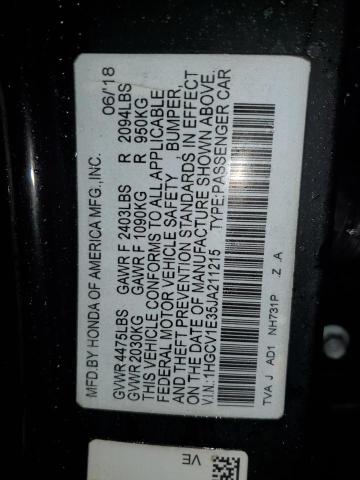 MFD.BY HONDA OF AMERICA MFG.,INC. 06/'18
GVWR 4475LBS GAWR F 2403LBS R 2094LBS
GVWR 2030KG GAWR F 1090KG R 950KG
THIS VEHICLE CONFORMS TO ALL APPLICABLE
FEDERAL MOTOR VEHICLE SAFETY , BUMPER,
AND THEFT PREVENTION STANDARDS IN EFFECT
ON THE DATE OF MANUFACTURE SHOWN ABOVE.
V.I.N.:1HGCV1E35JA211215 TYPE:PASSENGER CAR
TVA J AD1 NH731P Z A
VE